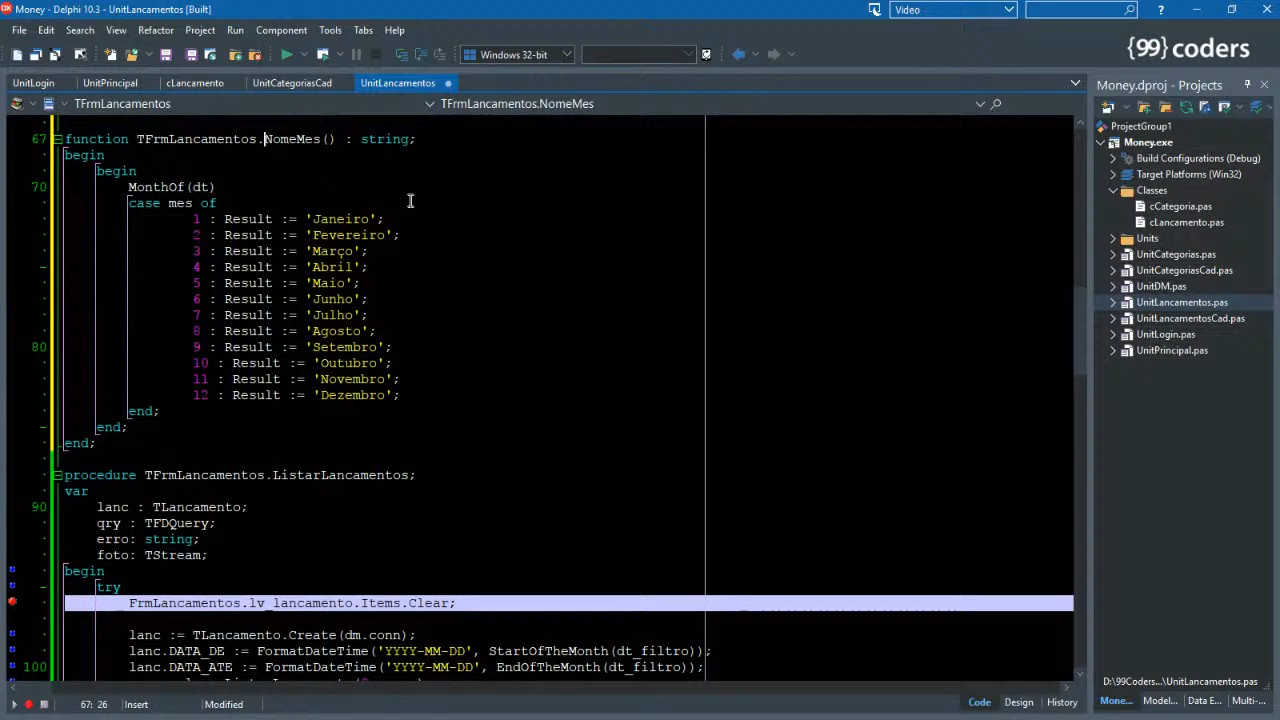 Money - Delphi 10.3 - UnitLancamentos [Built]
Video
File Edit Search View Refactor Project Run Component Tools Tabs Help
Windows 32-bit
{99} coders
UnitLogin UnitPrincipal cLancamento UnitCategoriasCad UnitLancamentos
Money.dproj - Projects
TFrmLancamentos TFrmLancamentos.NomeMes
67 function TFrmLancamentos.NomeMes() : string;
begin
begin
70 MonthOf(dt)
case mes of
1 : Result := 'Janeiro';
2 : Result := 'Fevereiro';
3 : Result := 'Março';
4 : Result := 'Abril';
5 : Result := 'Maio';
6 : Result := 'Junho';
7 : Result := 'Julho';
8 : Result := 'Agosto';
80 9 : Result := 'Setembro';
10 : Result := 'Outubro';
11 : Result := 'Novembro';
12 : Result := 'Dezembro';
end;
end;
end;
procedure TFrmLancamentos.ListarLancamentos;
var
90 lanc : TLancamento;
qry : TFDQuery;
erro: string;
foto: TStream;
begin
try
FrmLancamentos.lv_lancamento.Items.Clear;
lanc := TLancamento.Create(dm.conn);
lanc.DATA_DE := FormatDateTime('YYYY-MM-DD', StartOfTheMonth(dt_filtro));
100 lanc.DATA_ATE := FormatDateTime('YYYY-MM-DD', EndOfTheMonth(dt_filtro));
ProjectGroup1
Money.exe
Build Configurations (Debug)
Target Platforms (Win32)
Classes
cCategoria.pas
cLancamento.pas
Units
UnitCategorias.pas
UnitCategoriasCad.pas
UnitDM.pas
UnitLancamentos.pas
UnitLancamentosCad.pas
UnitLogin.pas
UnitPrincipal.pas
D:\99Coders...\UnitLancamentos.pas
67: 26 Insert Modified
Code Design History
Mone... Model... Data E... Multi-...